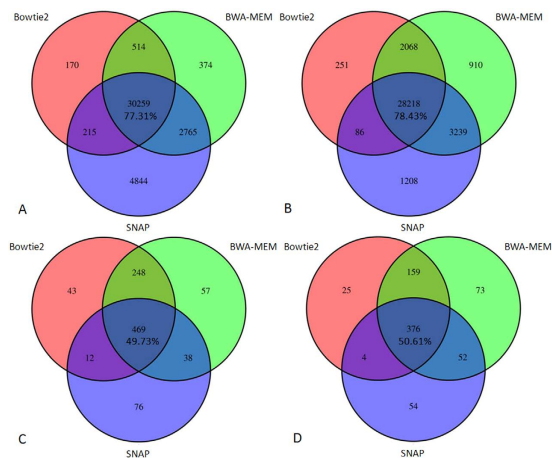 Bowtie2
BWA-MEM
514
170
374
30259
77.31%
215
2765
4844
A
SNAP
Bowtie2
BWA-MEM
2068
251
910
28218
78.43%
86
3239
1208
B
SNAP
Bowtie2
BWA-MEM
248
43
57
469
49.73%
12
38
76
C
SNAP
Bowtie2
BWA-MEM
159
25
73
376
50.61%
4
52
54
D
SNAP